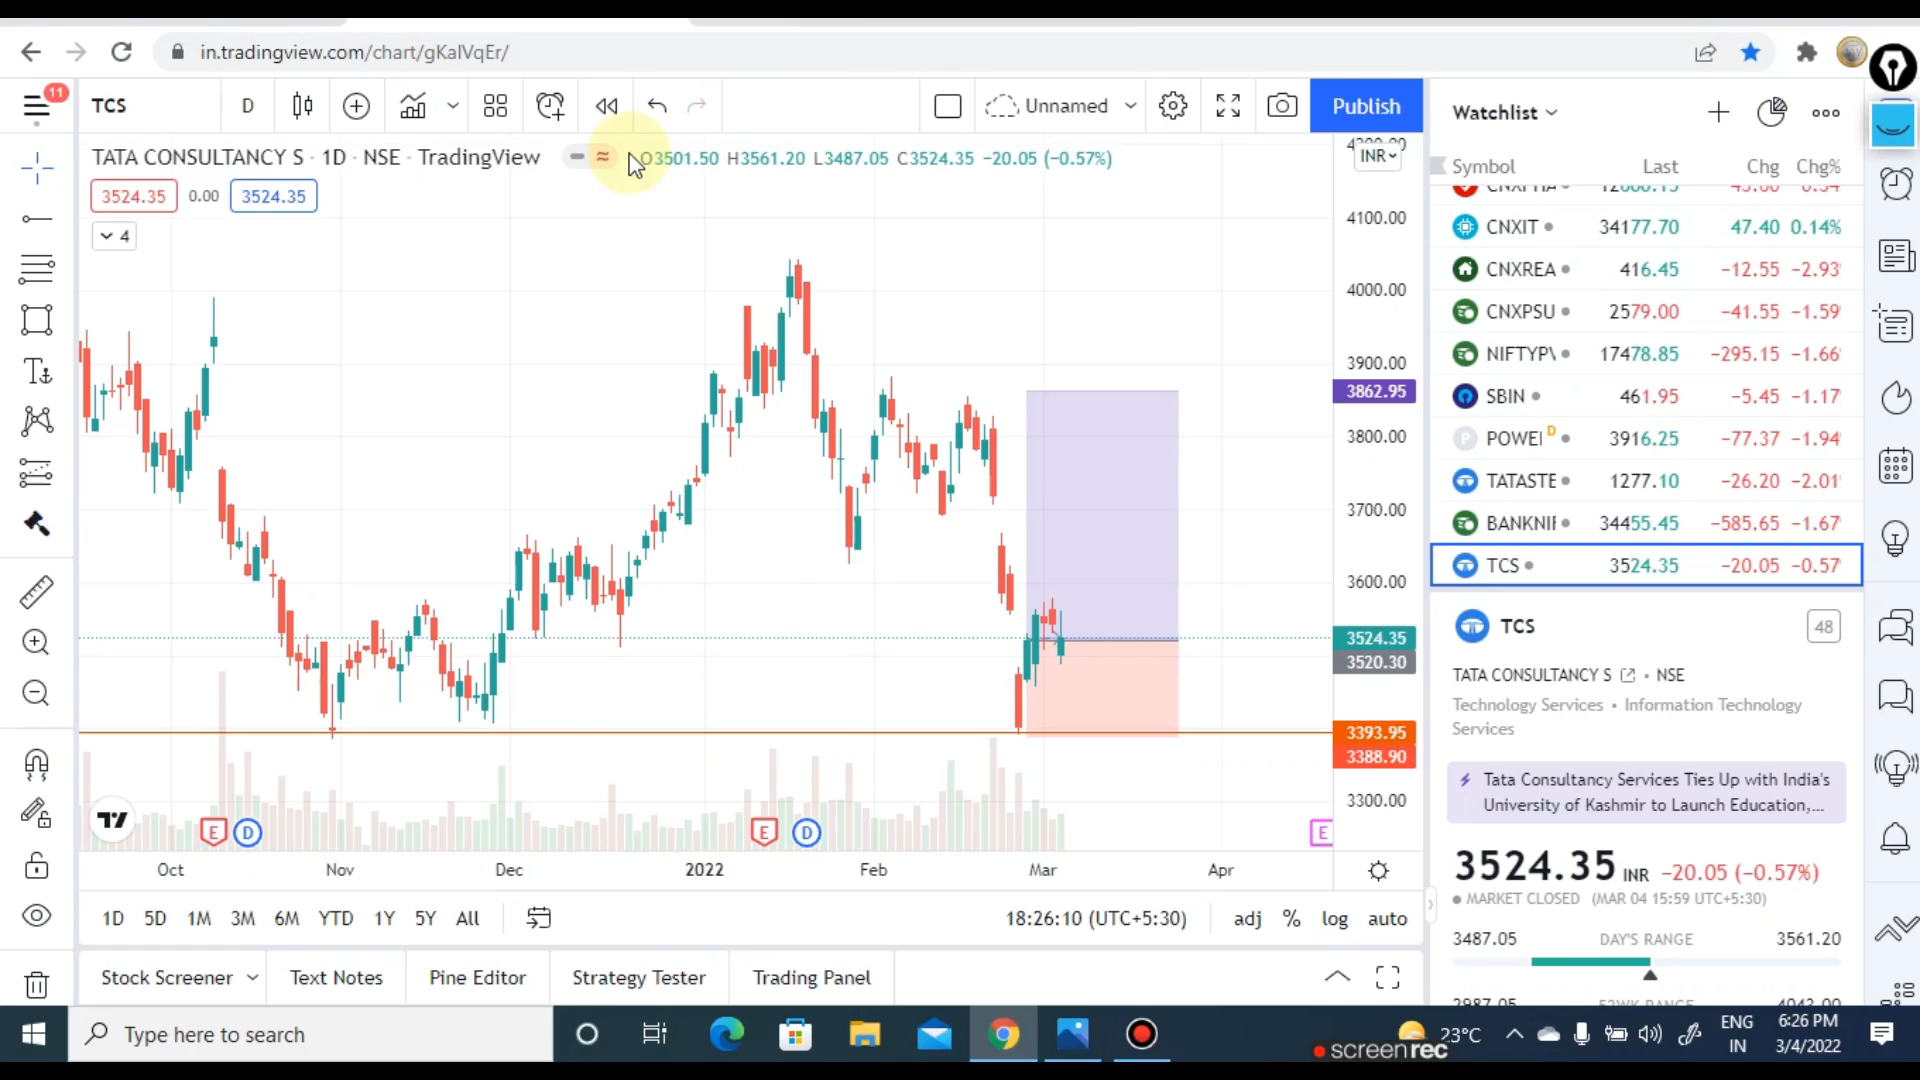 in.tradingview.com/chart/gKalVqEr/
11
TCS
D
Unnamed
Publish
TATA CONSULTANCY S · 1D · NSE · TradingView
O3501.50 H3561.20 L3487.05 C3524.35 −20.05 (−0.57%)
INR
3524.35
0.00
3524.35
4
4100.00
4000.00
3900.00
3862.95
3800.00
3700.00
3600.00
3524.35
3520.30
3393.95
3388.90
3300.00
E D E D E
Oct Nov Dec 2022 Feb Mar Apr
1D 5D 1M 3M 6M YTD 1Y 5Y All
18:26:10 (UTC+5:30)
adj % log auto
Stock Screener
Text Notes
Pine Editor
Strategy Tester
Trading Panel
Watchlist
Symbol Last Chg Chg%
CNXIT 34177.70 47.40 0.14%
CNXREA 416.45 −12.55 −2.93
CNXPSU 2579.00 −41.55 −1.59
17478.85 −295.15 −1.66
SBIN 461.95 −5.45 −1.17
P POWEI D 3916.25 −77.37 −1.94
TATASTE 1277.10 −26.20 −2.01
34455.45 −585.65 −1.67
TCS 3524.35 −20.05 −0.57
TCS
48
TATA CONSULTANCY S • NSE
Technology Services • Information Technology
Services
Tata Consultancy Services Ties Up with India's
University of Kashmir to Launch Education,...
3524.35 INR −20.05 (−0.57%)
MARKET CLOSED (MAR 04 15:59 UTC+5:30)
3487.05 DAY'S RANGE 3561.20
Type here to search
23°C
ENG
IN
6:26 PM
3/4/2022
screenrec